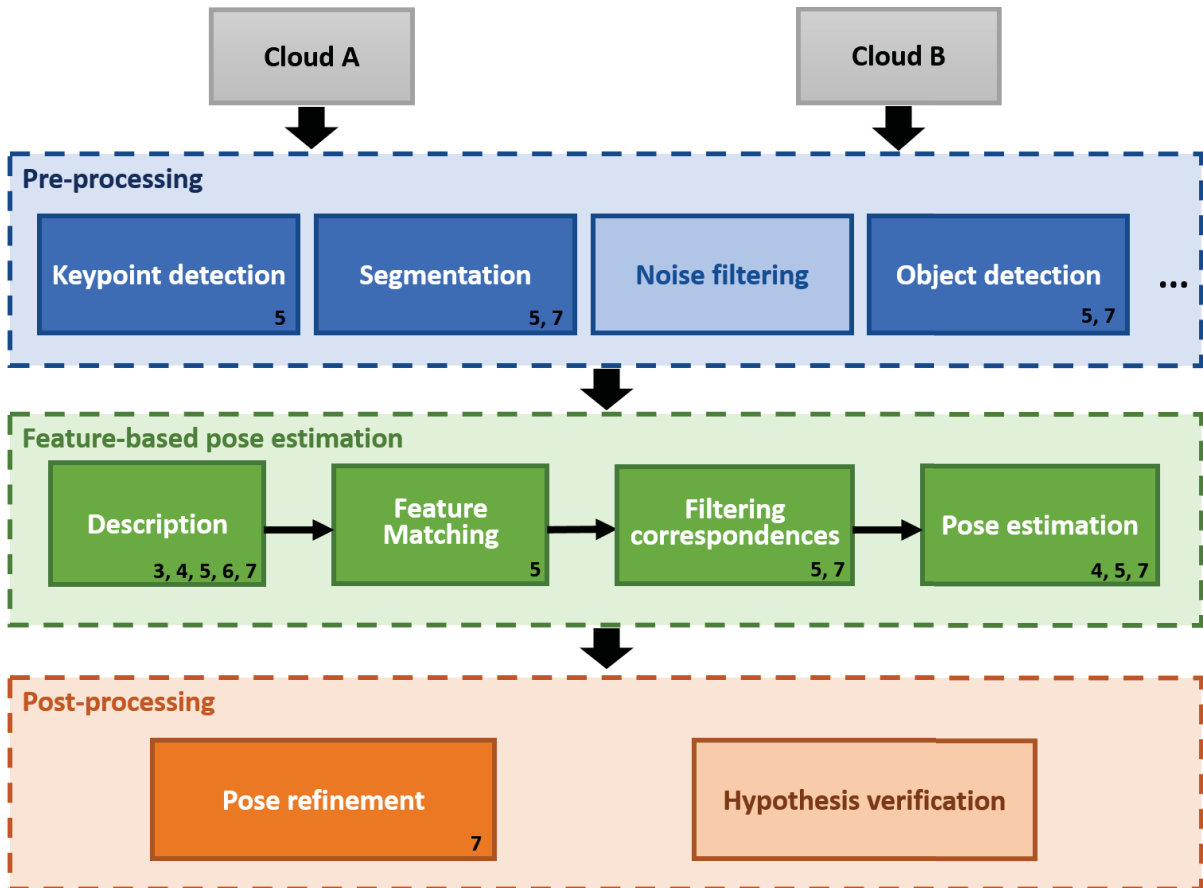 Cloud A
Cloud B
Pre-processing
Keypoint detection
5
Segmentation
5, 7
Noise filtering
Object detection
5, 7
...
Feature-based pose estimation
Description
3, 4, 5, 6, 7
Feature
Matching
5
Filtering
correspondences
5, 7
Pose estimation
4, 5, 7
Post-processing
Pose refinement
7
Hypothesis verification